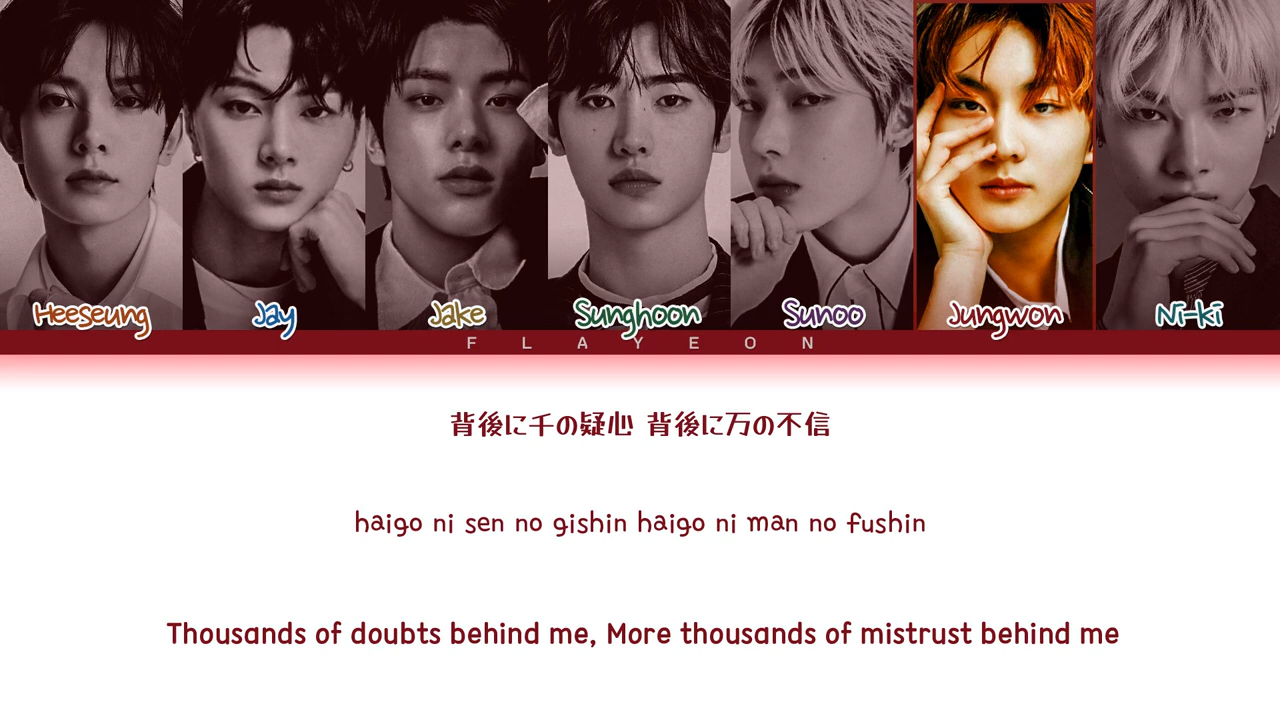 Heeseung Jay Jake Sunghoon Sunoo Jungwon Ni-ki
FLAYEON
背後に千の疑心 背後に万の不信
haigo ni sen no gishin haigo ni man no fushin
Thousands of doubts behind me, More thousands of mistrust behind me